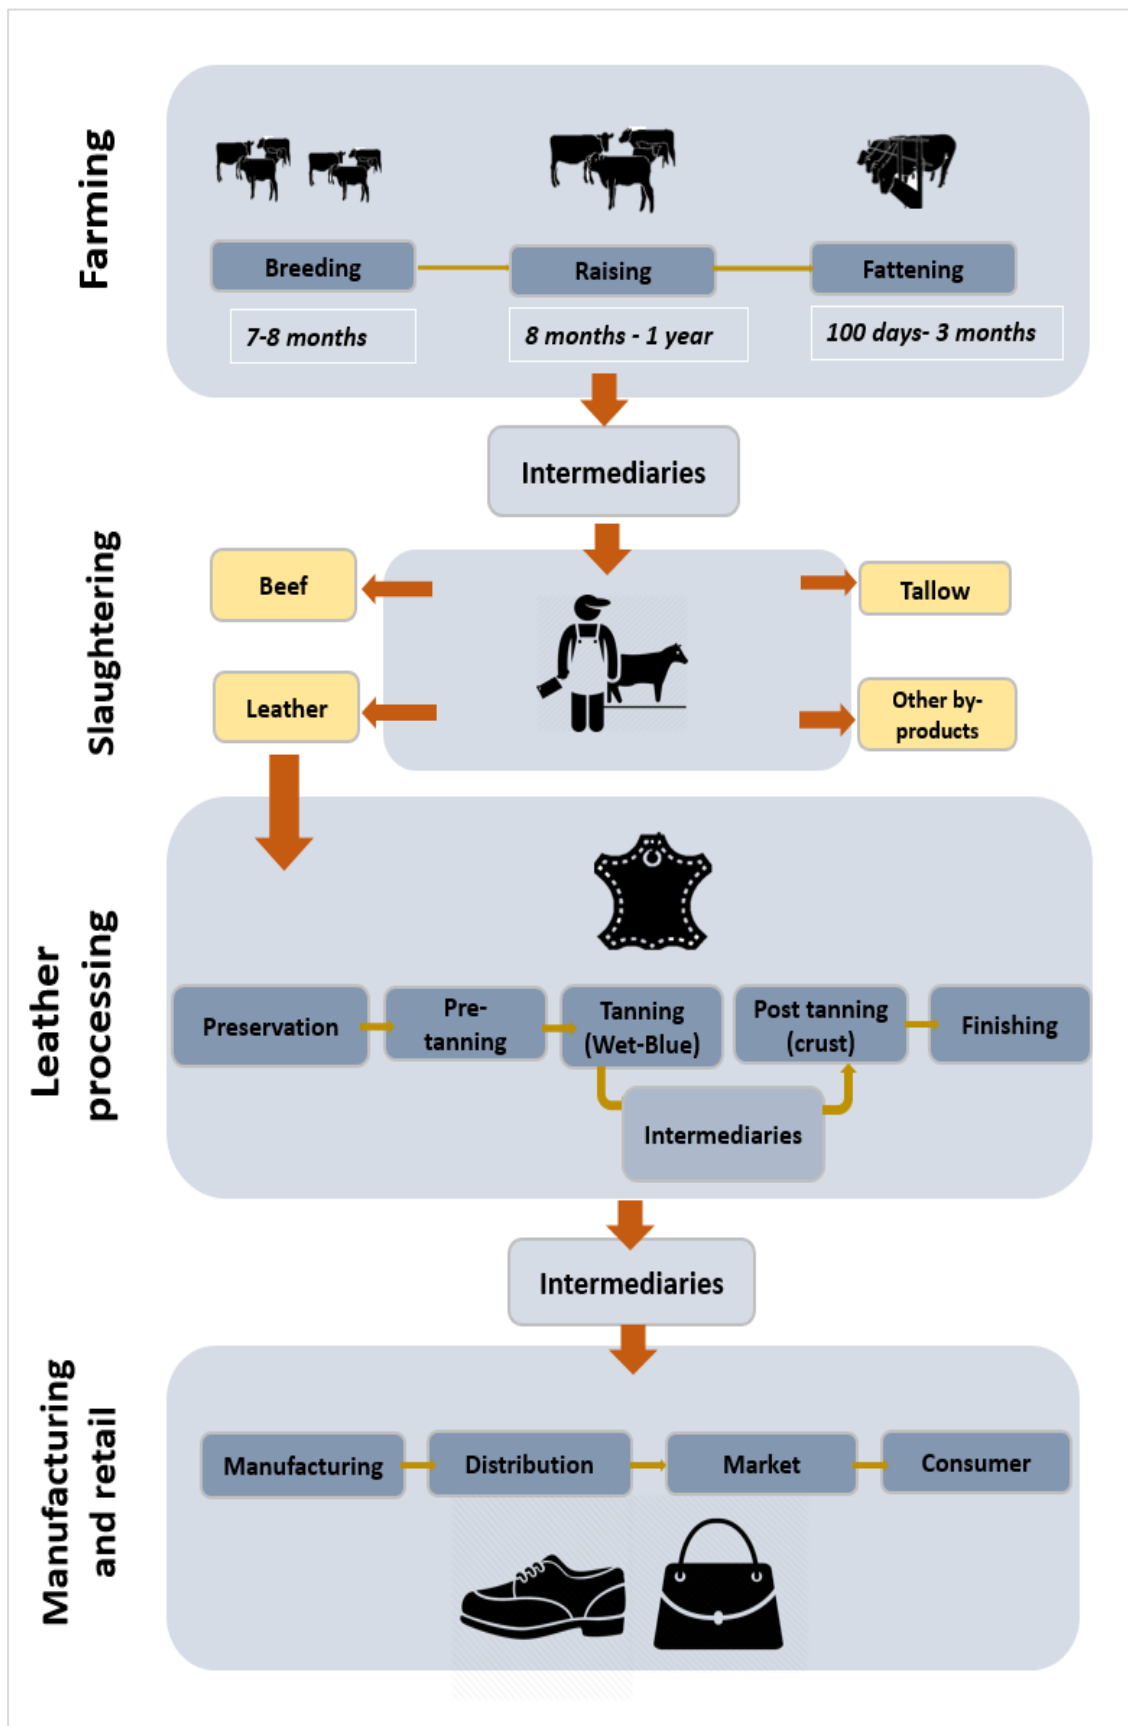 Farming
Breeding
Raising
Fattening
7-8 months
8 months - 1 year
100 days- 3 months
Intermediaries
Slaughtering
Beef
Tallow
Leather
Other by-
products
Leather
processing
Preservation
Pre-
tanning
Tanning
(Wet-Blue)
Post tanning
(crust)
Finishing
Intermediaries
Intermediaries
Manufacturing
and retail
Manufacturing
Distribution
Market
Consumer